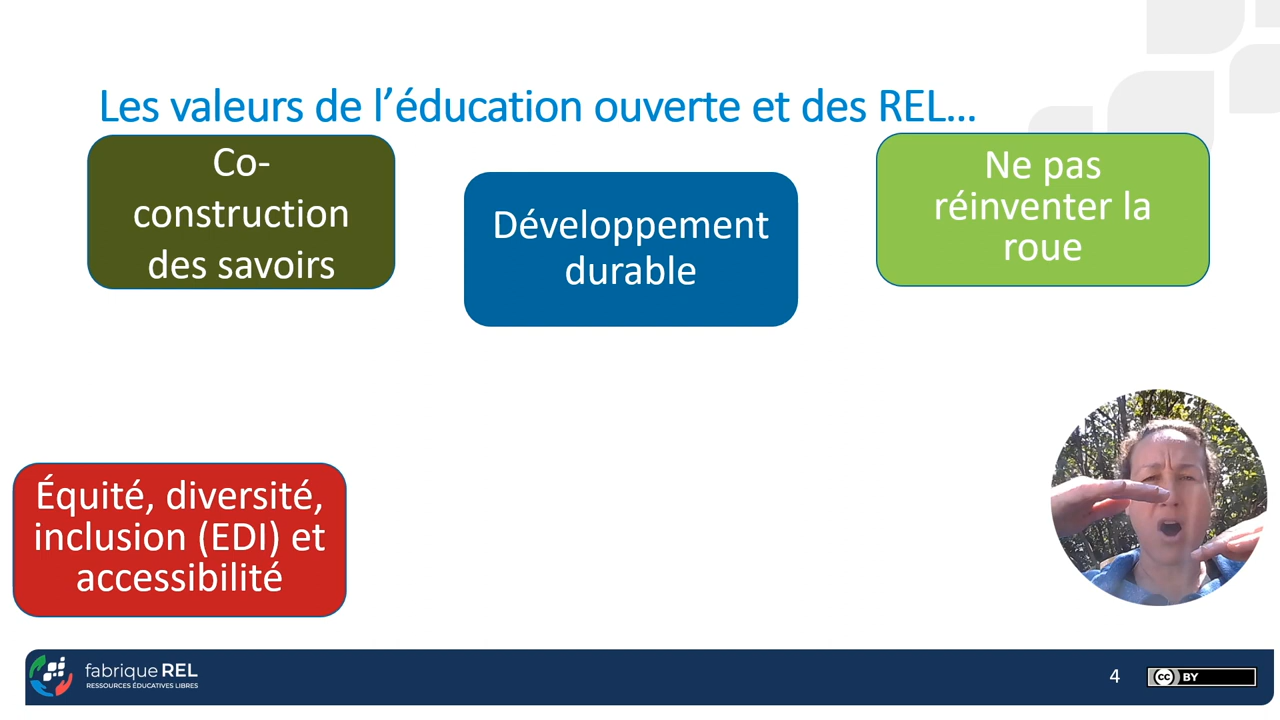 Les valeurs de l’éducation ouverte et des REL…
Co-
construction
des savoirs
Développement
durable
Ne pas
réinventer la
roue
Équité, diversité,
inclusion (EDI) et
accessibilité
fabrique REL
RESSOURCES ÉDUCATIVES LIBRES
4
cc BY